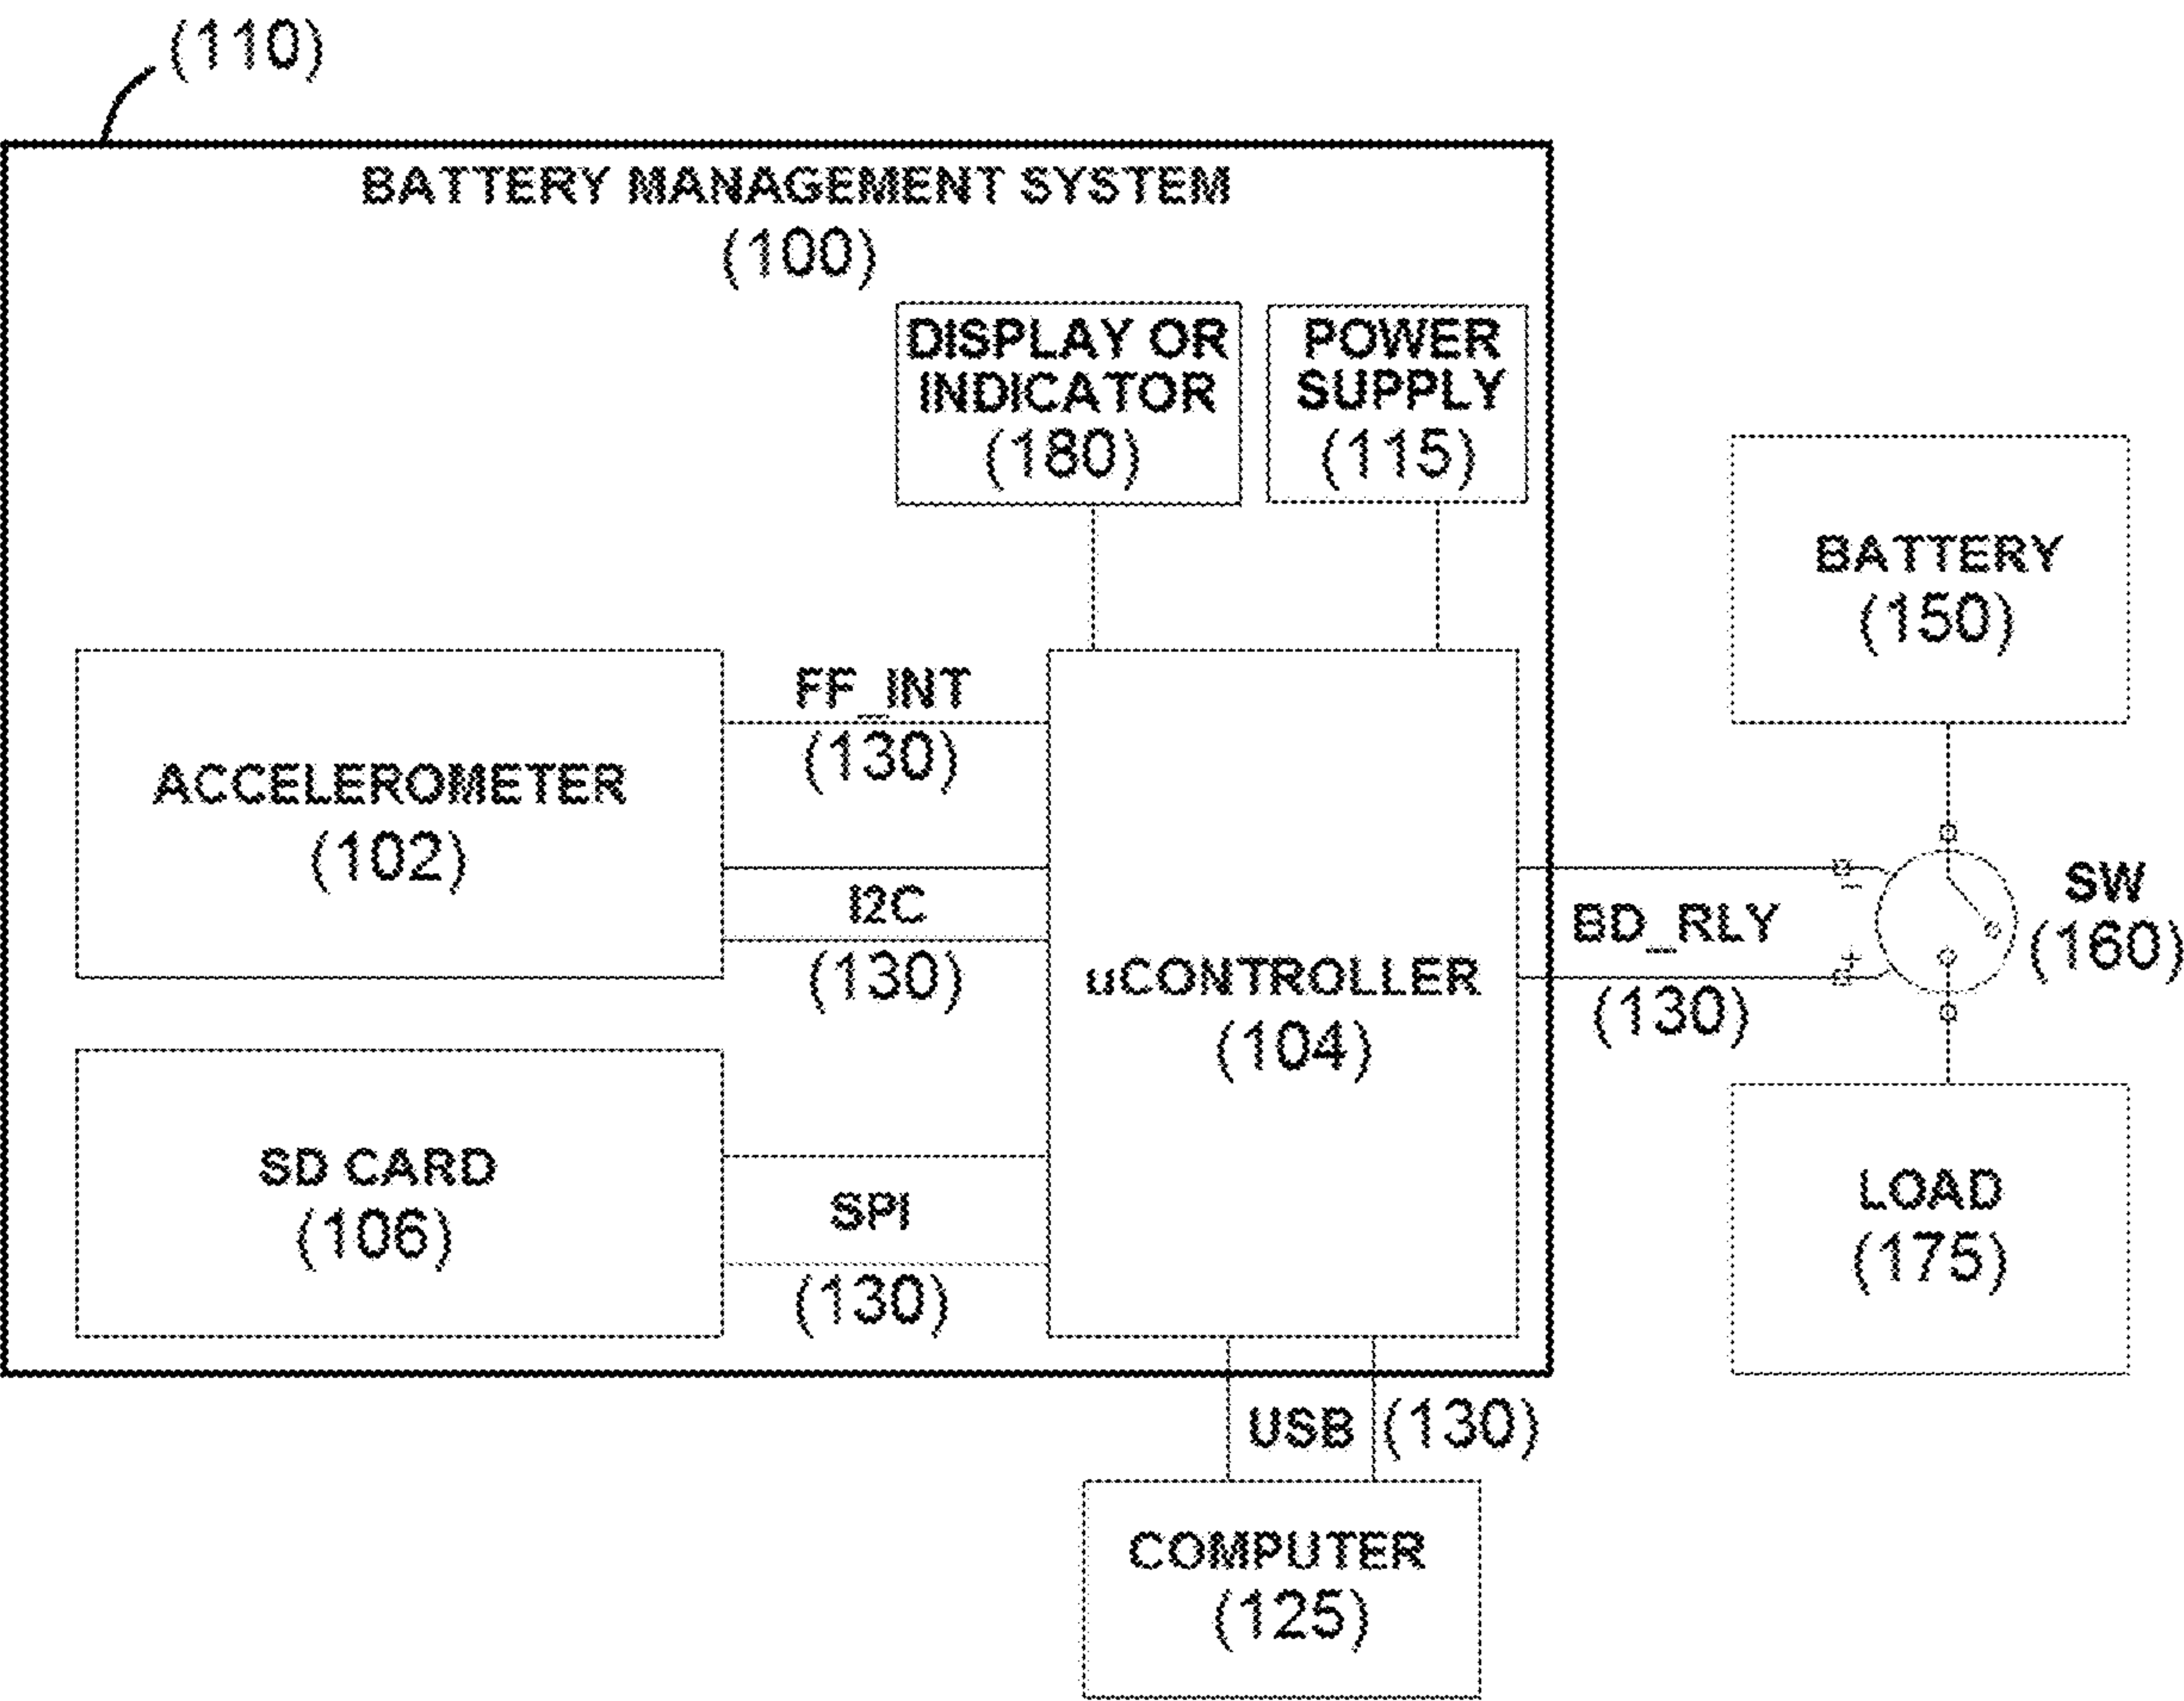 (110)
BATTERY MANAGEMENT SYSTEM
(100)
DISPLAY OR
INDICATOR
(180)
POWER
SUPPLY
(115)
BATTERY
(150)
FF_INT
(130)
ACCELEROMETER
(102)
I2C
(130)
uCONTROLLER
(104)
BD_RLY
(130)
-
+
SW
(160)
SD CARD
(106)
SPI
(130)
LOAD
(175)
USB (130)
COMPUTER
(125)